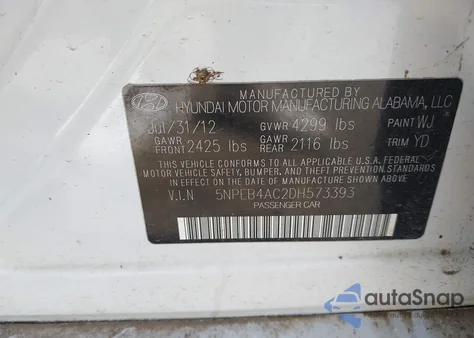 MANUFACTURED BY
HYUNDAI MOTOR MANUFACTURING ALABAMA, LLC
JUl/31/12 GVWR 4299 lbs PAINT WJ
GAWR FRONT 2425 lbs GAWR REAR 2116 lbs TRIM YD
THIS VEHICLE CONFORMS TO ALL APPLICABLE U.S.A. FEDERAL
MOTOR VEHICLE SAFETY, BUMPER, AND THEFT PREVENTION
STANDARDS IN EFFECT ON THE DATE OF MANUFACTURE SHOWN ABOVE.
V.I.N 5NPEB4AC2DH573393
PASSENGER CAR
autoSnap